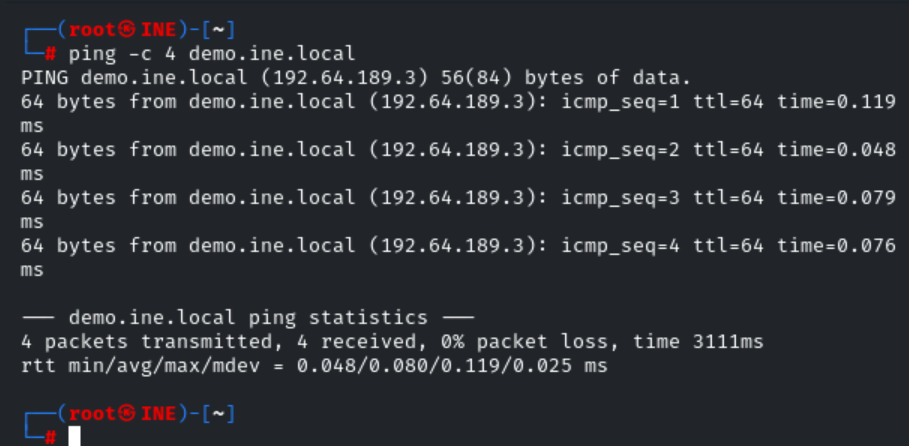 ┌──(root㉿INE)-[~]
└─# ping -c 4 demo.ine.local
PING demo.ine.local (192.64.189.3) 56(84) bytes of data.
64 bytes from demo.ine.local (192.64.189.3): icmp_seq=1 ttl=64 time=0.119
ms
64 bytes from demo.ine.local (192.64.189.3): icmp_seq=2 ttl=64 time=0.048
ms
64 bytes from demo.ine.local (192.64.189.3): icmp_seq=3 ttl=64 time=0.079
ms
64 bytes from demo.ine.local (192.64.189.3): icmp_seq=4 ttl=64 time=0.076
ms
--- demo.ine.local ping statistics ---
4 packets transmitted, 4 received, 0% packet loss, time 3111ms
rtt min/avg/max/mdev = 0.048/0.080/0.119/0.025 ms
┌──(root㉿INE)-[~]
└─#